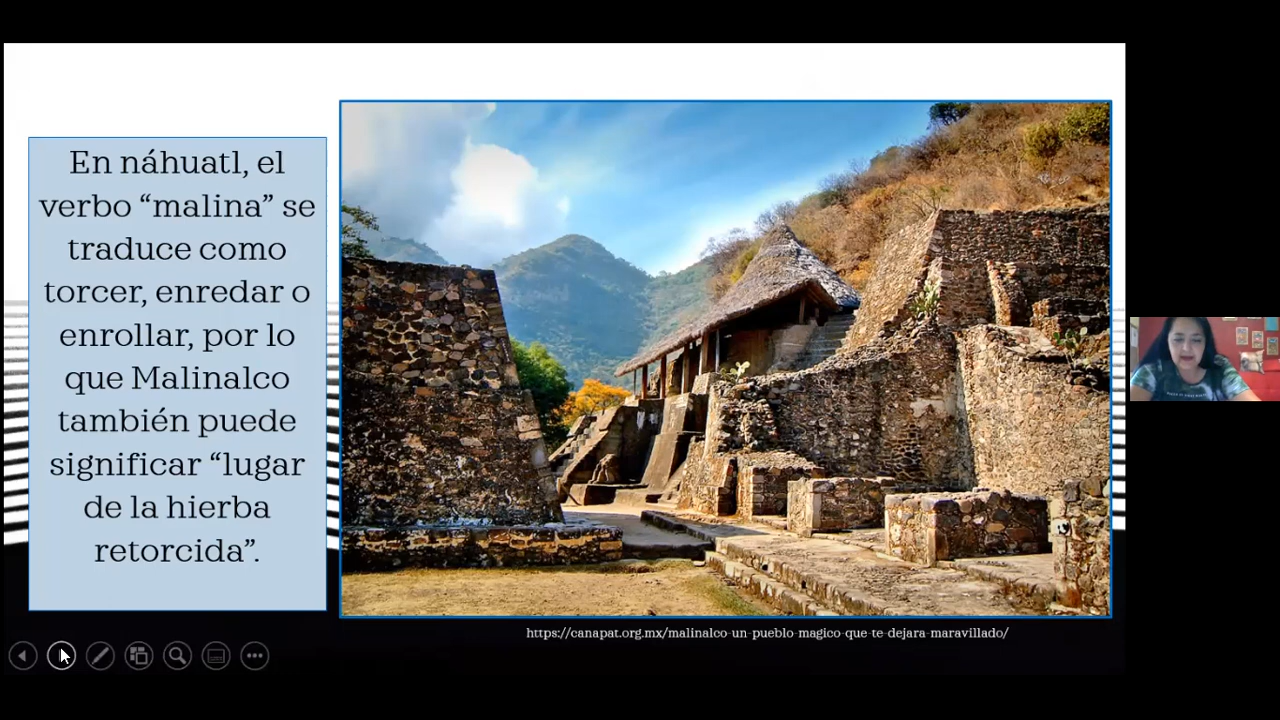 En náhuatl, el
verbo “malina” se
traduce como
torcer, enredar o
enrollar, por lo
que Malinalco
también puede
significar “lugar
de la hierba
retorcida”.
https://canapat.org.mx/malinalco-un-pueblo-magico-que-te-dejara-maravillado/